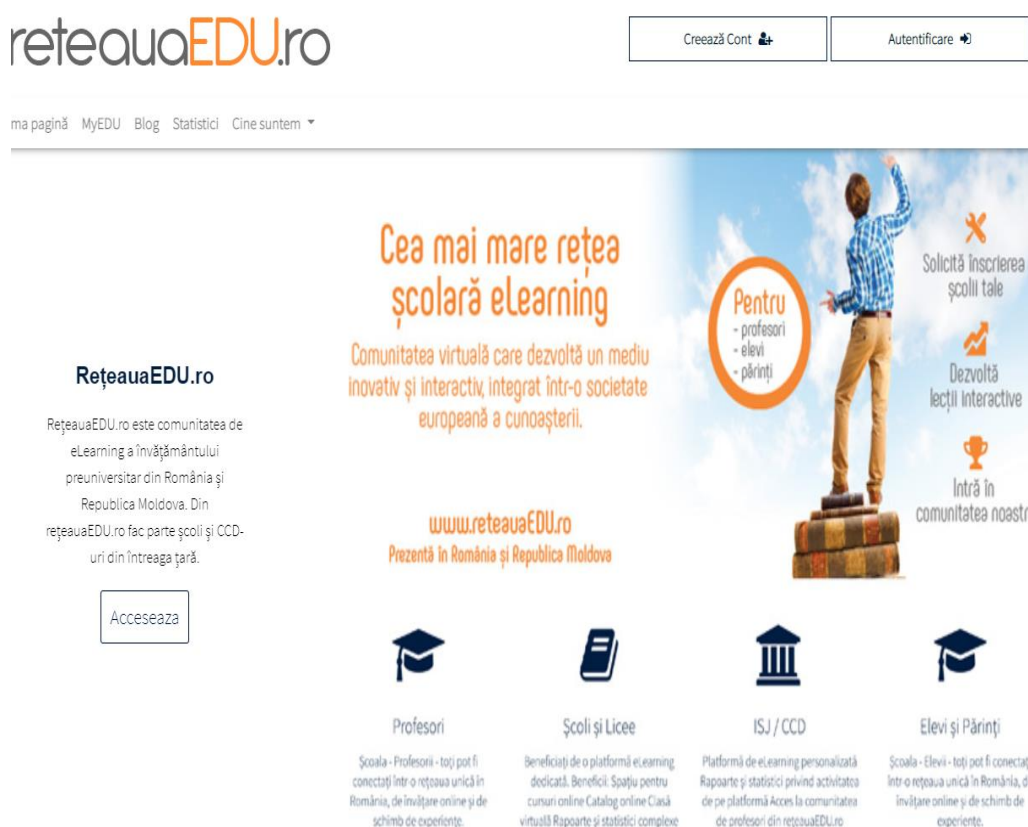 reteauaEDU.ro
Creează Cont
Autentificare
ma pagină MyEDU Blog Statistici Cine suntem
Cea mai mare rețea
școlară eLearning
Comunitatea virtuală care dezvoltă un mediu
inovativ și interactiv, integrat într-o societate
europeană a cunoașterii.
www.reteauaEDU.ro
Prezentă în România și Republica Moldova
Pentru
- profesori
- elevi
- părinți
Solicită înscrierea
școlii tale
Dezvoltă
lecții interactive
Intră în
comunitatea noastr
RețeauaEDU.ro
RețeauaEDU.ro este comunitatea de
eLearning a învățământului
preuniversitar din România și
Republica Moldova. Din
rețeauaEDU.ro fac parte școli și CCD-
uri din întreaga țară.
Acceseaza
Profesori
Școala - Profesorii - toți pot fi
conectați într-o rețeaua unică în
România, de învățare online și de
schimb de experiențe.
Școli și Licee
Beneficiați de o platformă eLearning
dedicată. Beneficii: Spațiu pentru
cursuri online Catalog online Clasă
virtuală Rapoarte și statistici complexe
ISJ / CCD
Platformă de eLearning personalizată
Rapoarte și statistici privind activitatea
de pe platformă Acces la comunitatea
de profesori din rețeauaEDU.ro
Elevi și Părinți
Școala - Elevii - toți pot fi conectaț
într-o rețeaua unică în România, d
învățare online și de schimb de
experiențe.